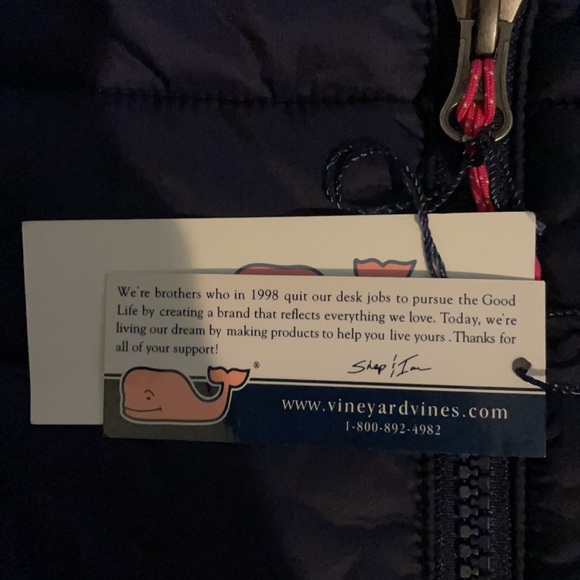 We're brothers who in 1998 quit our desk jobs to pursue the Good
Life by creating a brand that reflects everything we love. Today, we're
living our dream by making products to help you live yours . Thanks for
all of your support!
Shep & Ian
®
www.vineyardvines.com
1-800-892-4982